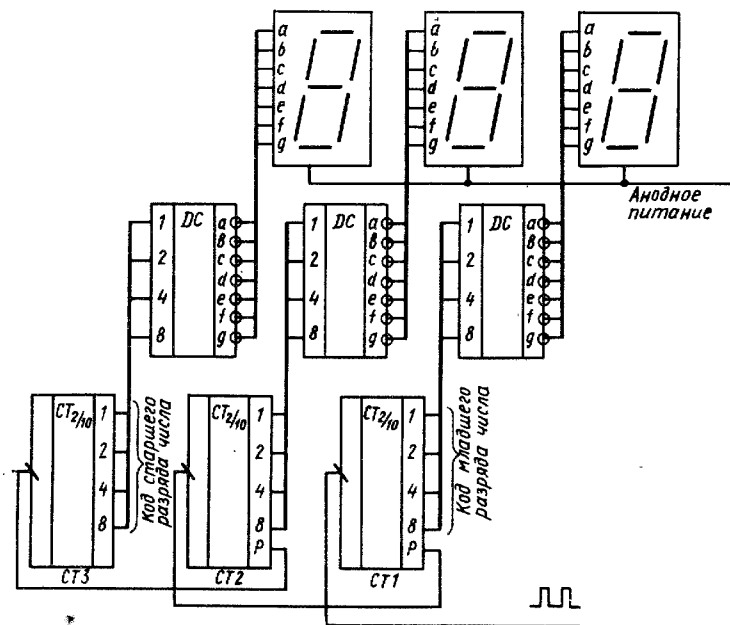 a
b
c
d
e
f
g
a
b
c
d
e
f
g
a
b
c
d
e
f
g
Анодное
питание
1
2
4
8
DC
a
в
c
d
e
f
g
1
2
4
8
DC
a
в
c
d
e
f
g
1
2
4
8
DC
a
в
c
d
e
f
g
CT2/10
1
2
4
8
Код старшего
разряда числа
CT3
CT2/10
1
2
4
8
P
CT2
CT2/10
1
2
4
8
P
Код младшего
разряда числа
CT1